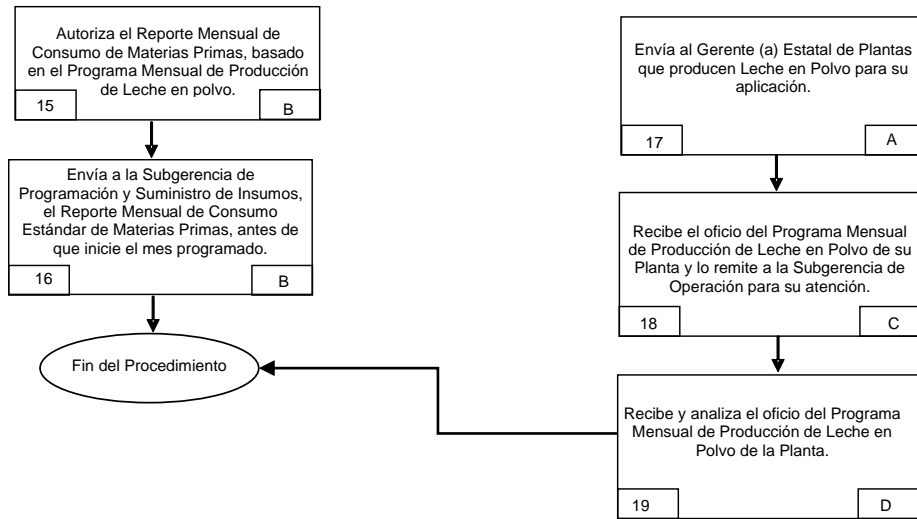 Autoriza el Reporte Mensual de
Consumo de Materias Primas, basado
en el Programa Mensual de Producción
de Leche en polvo.
15
B
Envía a la Subgerencia de
Programación y Suministro de Insumos,
el Reporte Mensual de Consumo
Estándar de Materias Primas, antes de
que inicie el mes programado.
16
B
Fin del Procedimiento
Envía al Gerente (a) Estatal de Plantas
que producen Leche en Polvo para su
aplicación.
17
A
Recibe el oficio del Programa Mensual
de Producción de Leche en Polvo de su
Planta y lo remite a la Subgerencia de
Operación para su atención.
18
C
Recibe y analiza el oficio del Programa
Mensual de Producción de Leche en
Polvo de la Planta.
19
D